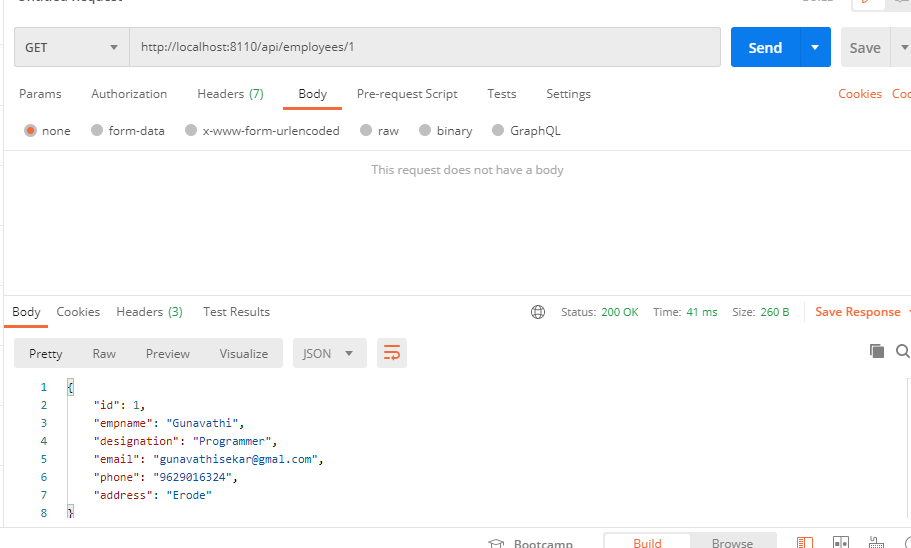 Untitled Request
GET http://localhost:8110/api/employees/1 Send Save
Params Authorization Headers (7) Body Pre-request Script Tests Settings Cookies
none form-data x-www-form-urlencoded raw binary GraphQL
This request does not have a body
Body Cookies Headers (3) Test Results Status: 200 OK Time: 41 ms Size: 260 B Save Response
Pretty Raw Preview Visualize JSON
1 {
2 "id": 1,
3 "empname": "Gunavathi",
4 "designation": "Programmer",
5 "email": "gunavathisekar@gmal.com",
6 "phone": "9629016324",
7 "address": "Erode"
8 }
Bootcamp Build Browse